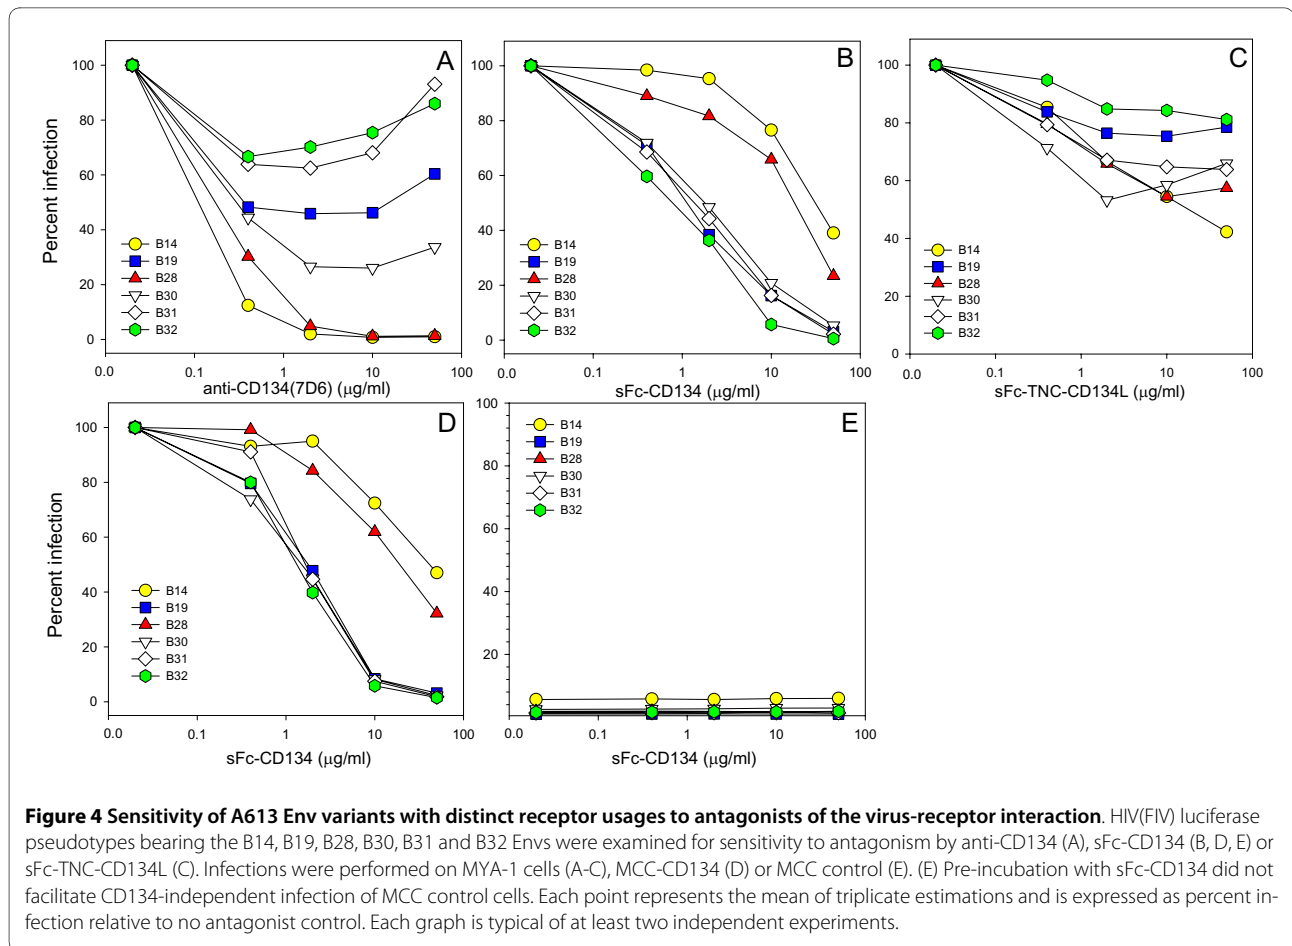 A
Percent infection
100
80
60
40
20
0
B14
B19
B28
B30
B31
B32
0.0 0.1 1 10 100
anti-CD134(7D6) (μg/ml)
B
100
80
60
40
20
0
B14
B19
B28
B30
B31
B32
0.0 0.1 1 10 100
sFc-CD134 (μg/ml)
C
100
80
60
40
20
0
B14
B19
B28
B30
B31
B32
0.0 0.1 1 10 100
sFc-TNC-CD134L (μg/ml)
D
Percent infection
100
80
60
40
20
0
B14
B19
B28
B30
B31
B32
0.0 0.1 1 10 100
sFc-CD134 (μg/ml)
E
100
80
60
40
20
B14
B19
B28
B30
B31
B32
0.0 0.1 1 10 100
sFc-CD134 (μg/ml)
Figure 4 Sensitivity of A613 Env variants with distinct receptor usages to antagonists of the virus-receptor interaction. HIV(FIV) luciferase
pseudotypes bearing the B14, B19, B28, B30, B31 and B32 Envs were examined for sensitivity to antagonism by anti-CD134 (A), sFc-CD134 (B, D, E) or
sFc-TNC-CD134L (C). Infections were performed on MYA-1 cells (A-C), MCC-CD134 (D) or MCC control (E). (E) Pre-incubation with sFc-CD134 did not
facilitate CD134-independent infection of MCC control cells. Each point represents the mean of triplicate estimations and is expressed as percent in-
fection relative to no antagonist control. Each graph is typical of at least two independent experiments.